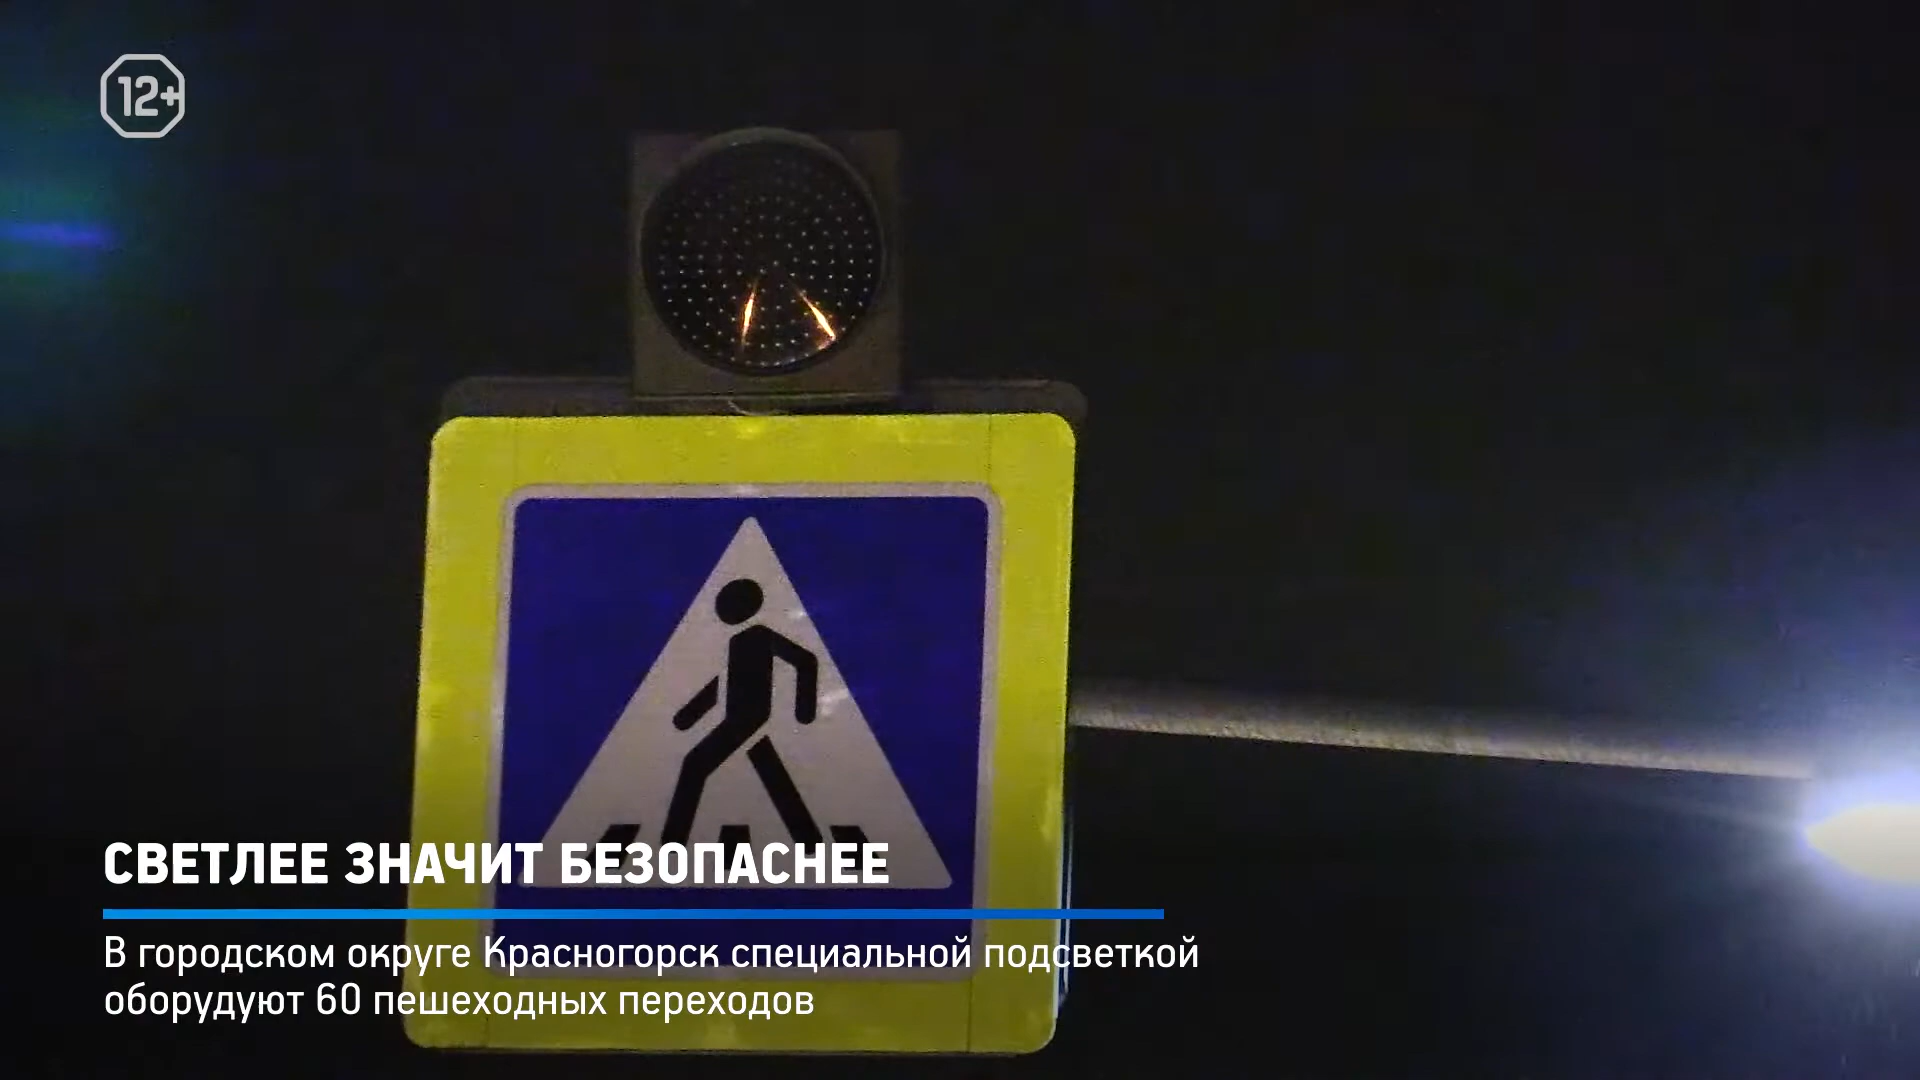 12+
СВЕТЛЕЕ ЗНАЧИТ БЕЗОПАСНЕЕ
В городском округе Красногорск специальной подсветкой
оборудуют 60 пешеходных переходов